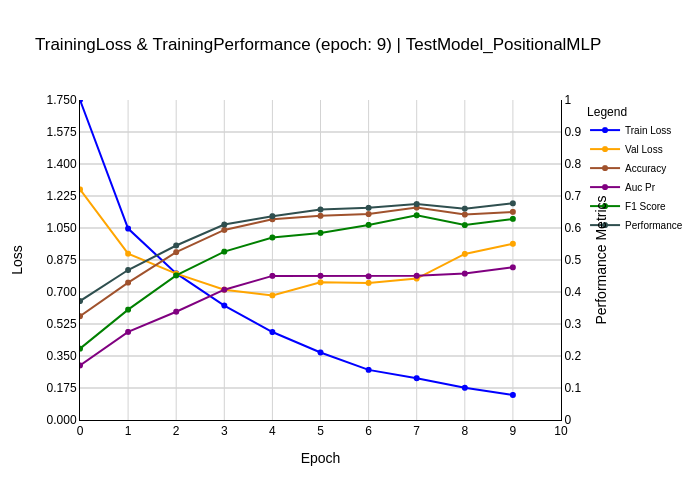 TrainingLoss & TrainingPerformance (epoch: 9) | TestModel_PositionalMLP
1.750
1.575
1.400
1.225
1.050
0.875
0.700
0.525
0.350
0.175
0.000
Loss
0 1 2 3 4 5 6 7 8 9 10
Epoch
1
0.9
0.8
0.7
0.6
0.5
0.4
0.3
0.2
0.1
0
Performance Metrics
Legend
Train Loss
Val Loss
Accuracy
Auc Pr
F1 Score
Performance